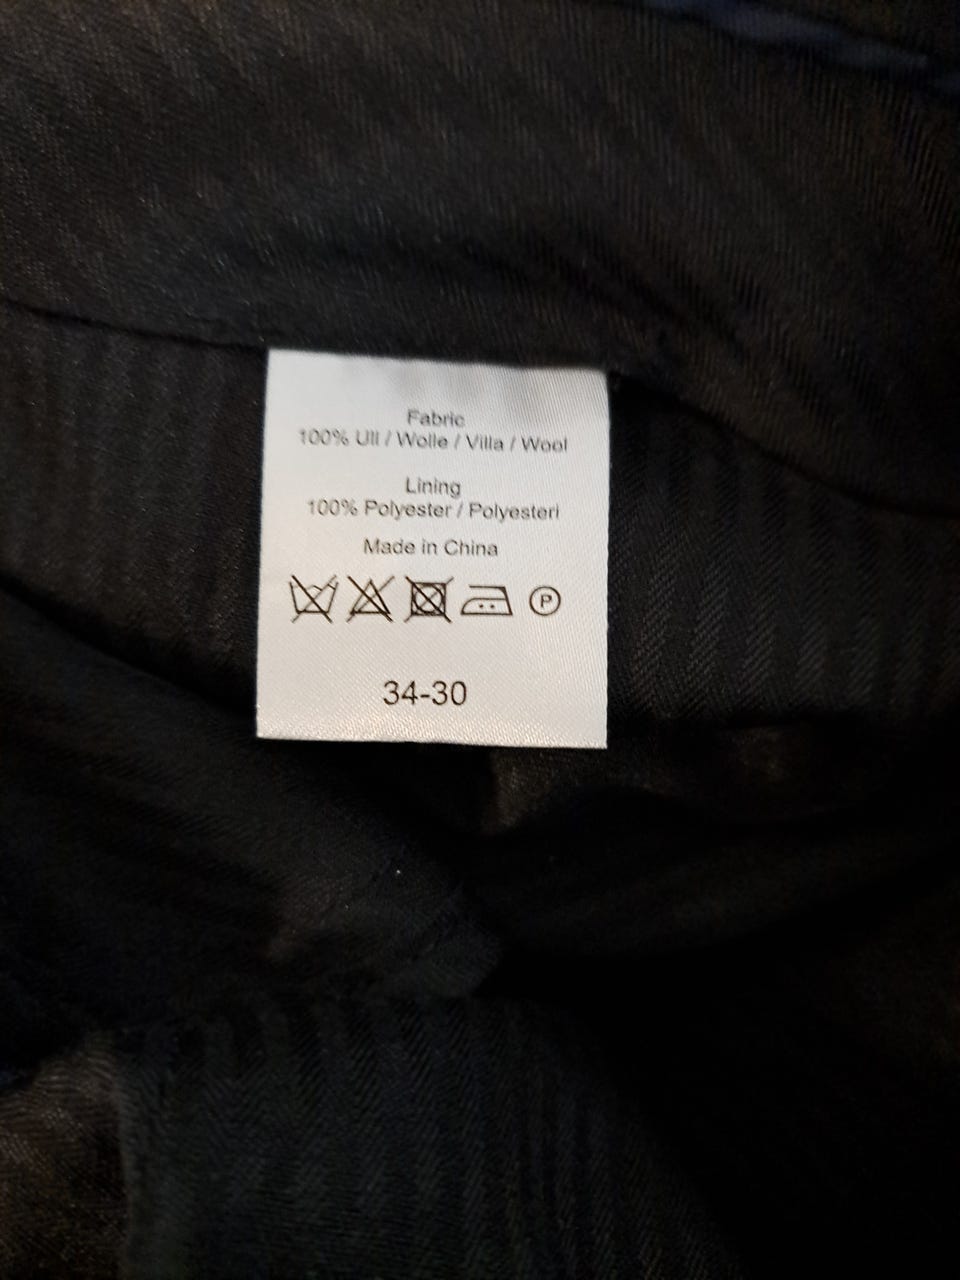 Fabric
100% Ull / Wolle / Villa / Wool
Lining
100% Polyester / Polyesteri
Made in China
P
34-30